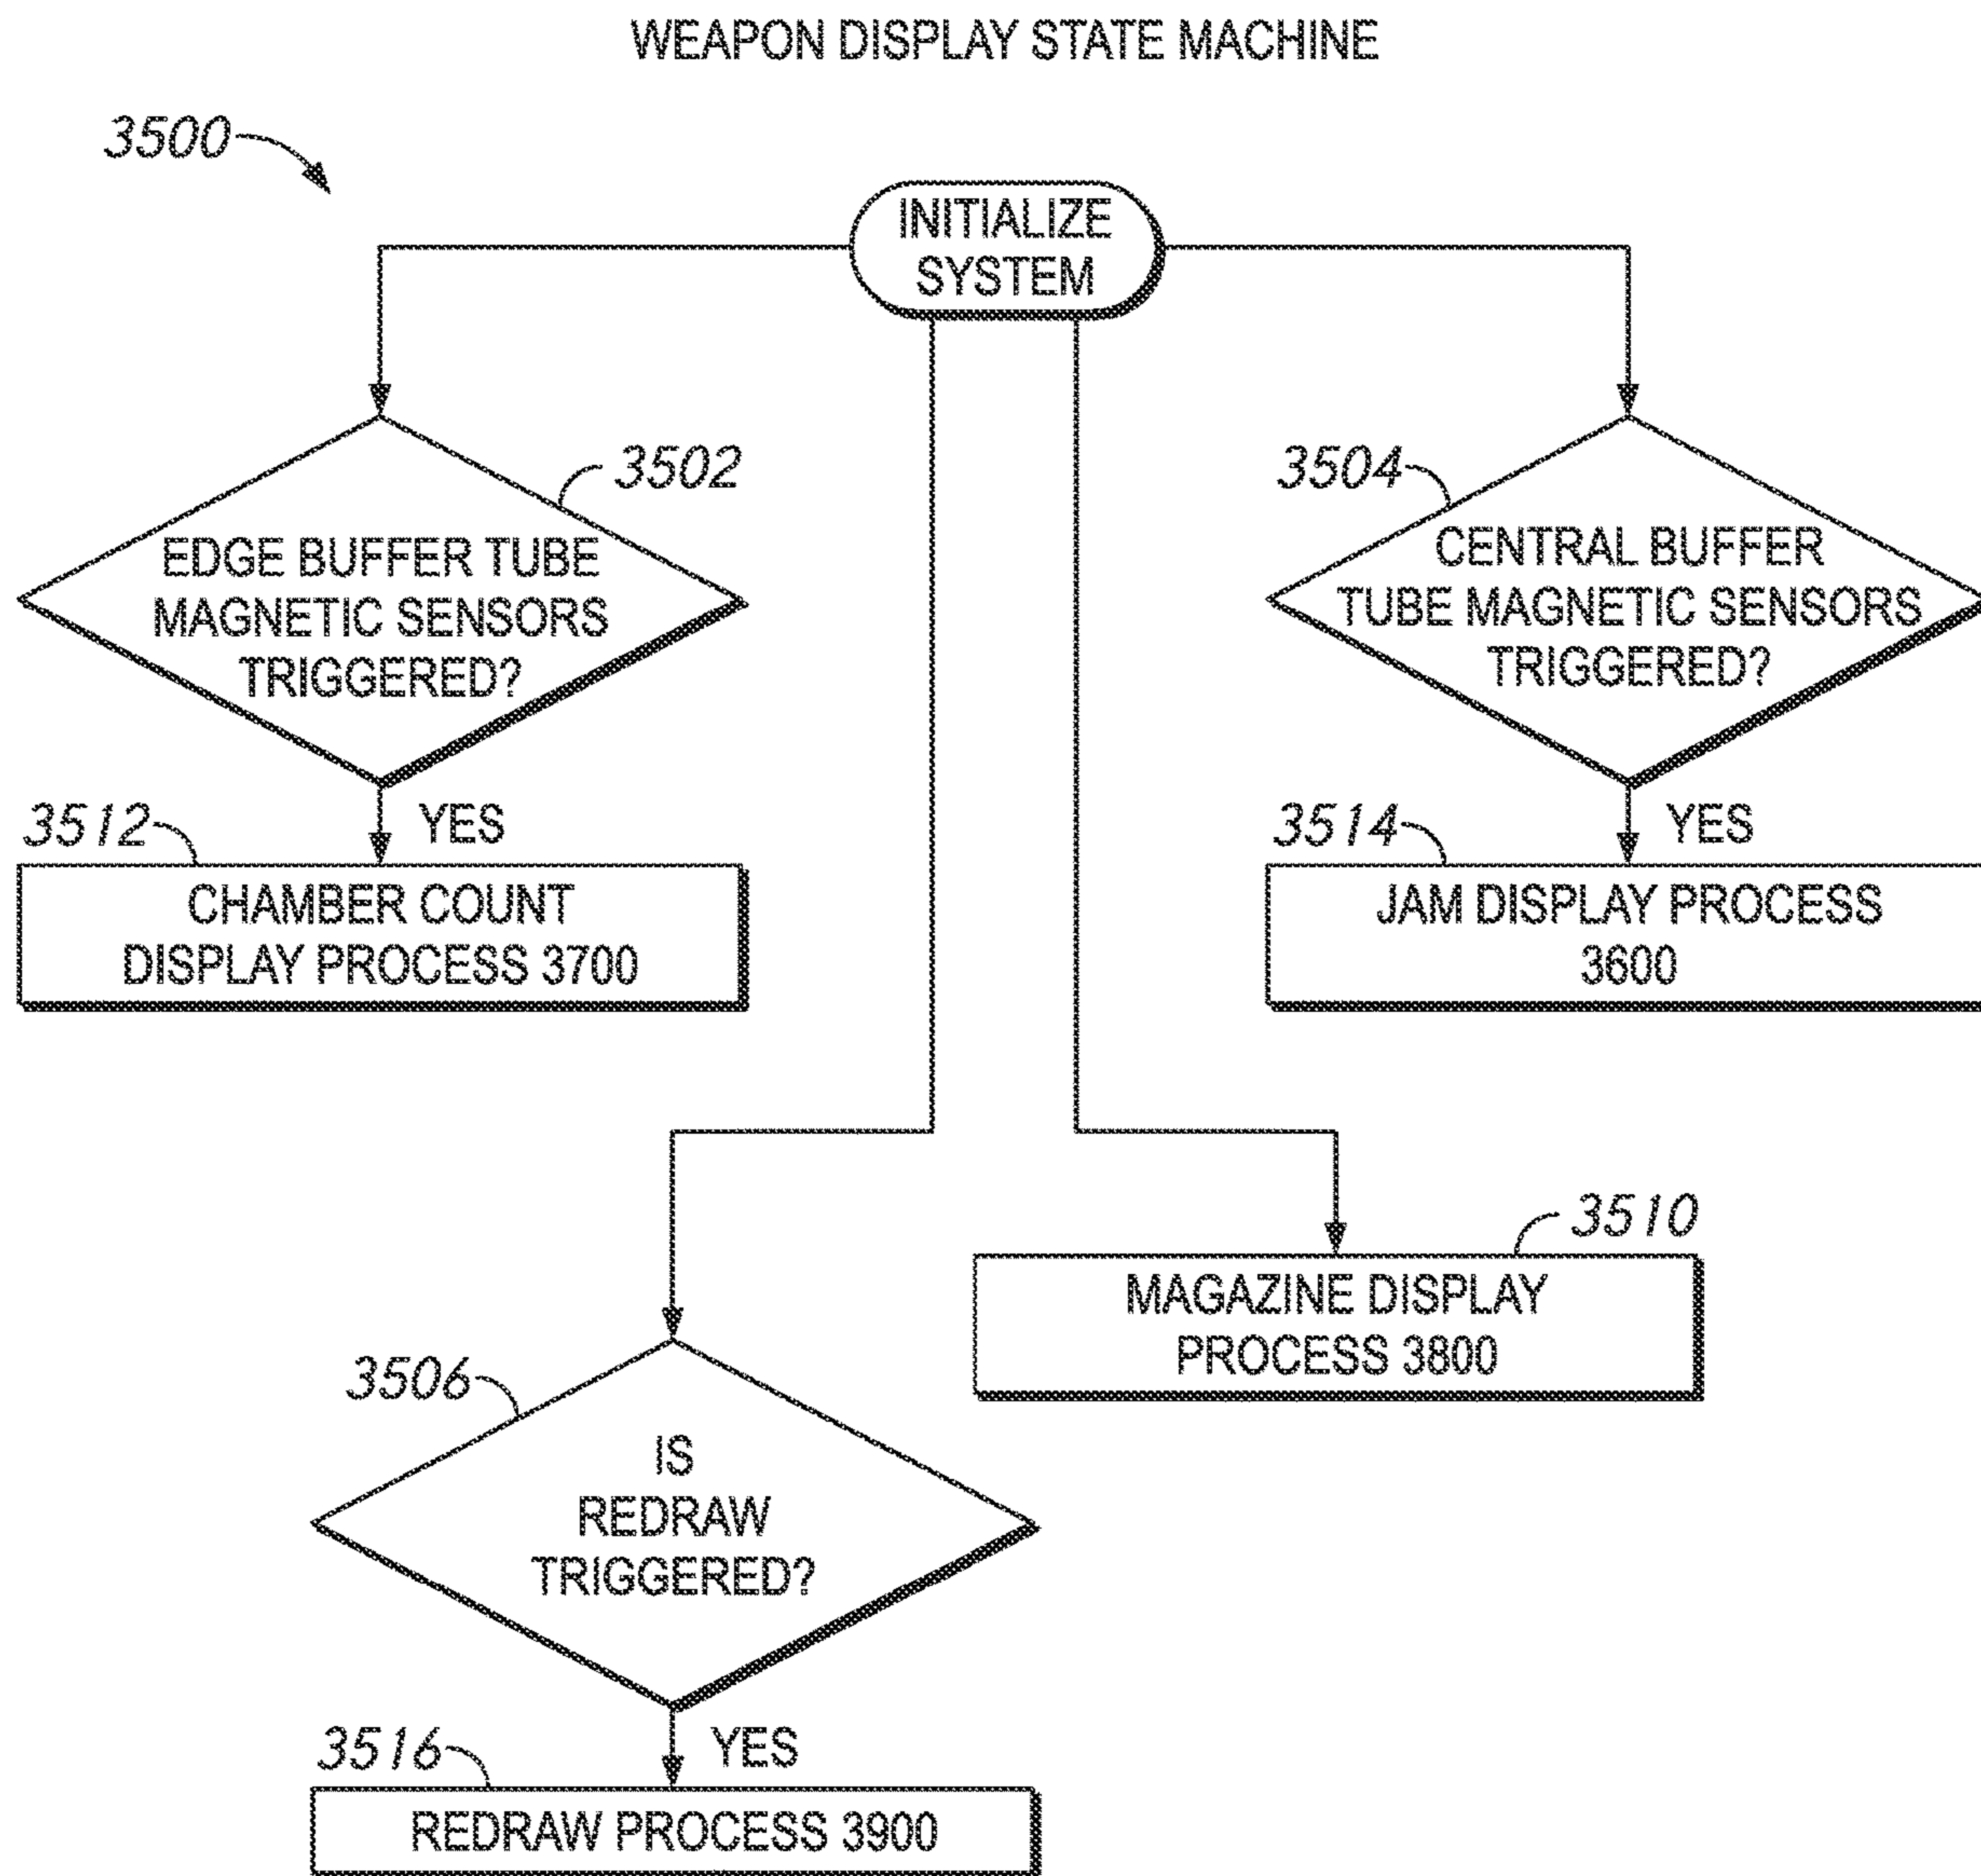 WEAPON DISPLAY STATE MACHINE
3500
INITIALIZE
SYSTEM
3502
EDGE BUFFER TUBE
MAGNETIC SENSORS
TRIGGERED?
3504
CENTRAL BUFFER
TUBE MAGNETIC SENSORS
TRIGGERED?
3512
YES
CHAMBER COUNT
DISPLAY PROCESS 3700
3514
YES
JAM DISPLAY PROCESS
3600
3510
MAGAZINE DISPLAY
PROCESS 3800
3506
IS
REDRAW
TRIGGERED?
3516
YES
REDRAW PROCESS 3900